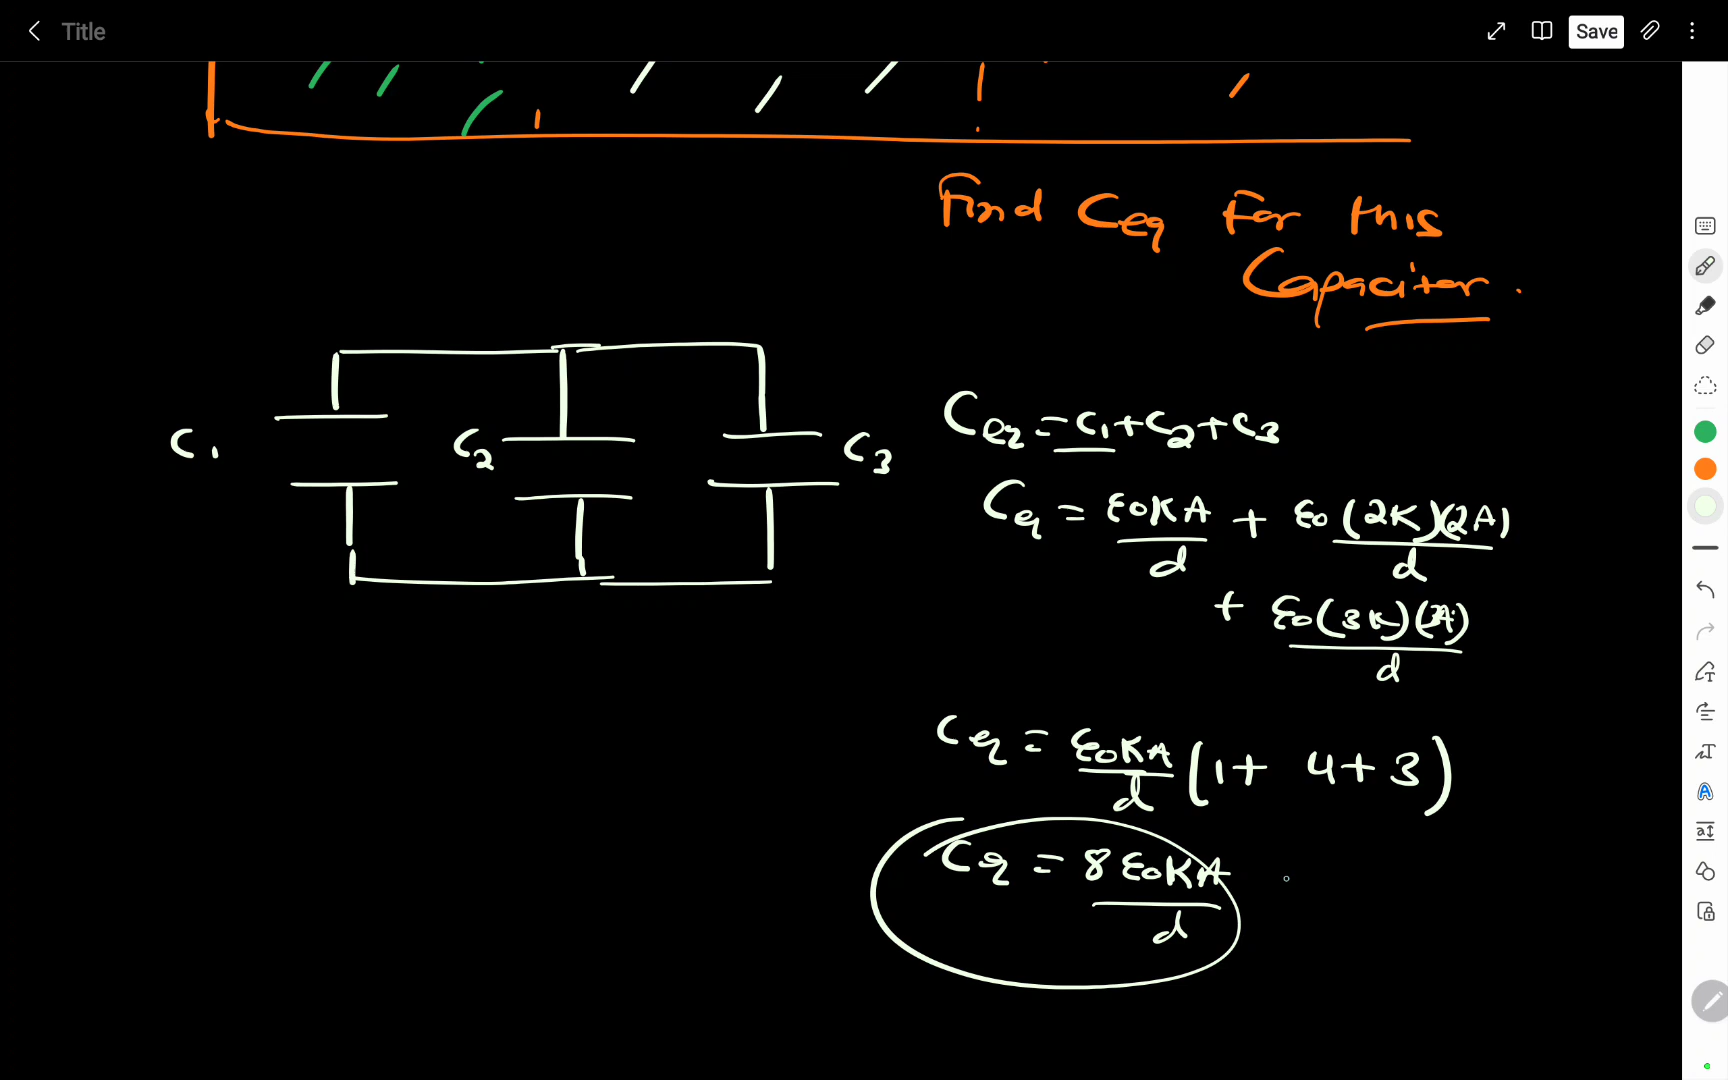 Title
Save
Find Ceq For this
Capacitor.
C1
C2
C3
Ceq = C1+C2+C3
Ceq = ε0KA/d + ε0(2K)(2A)/d
+ ε0(3K)(A)/d
Ceq = ε0KA/d (1+ 4+3)
Ceq = 8ε0KA/d